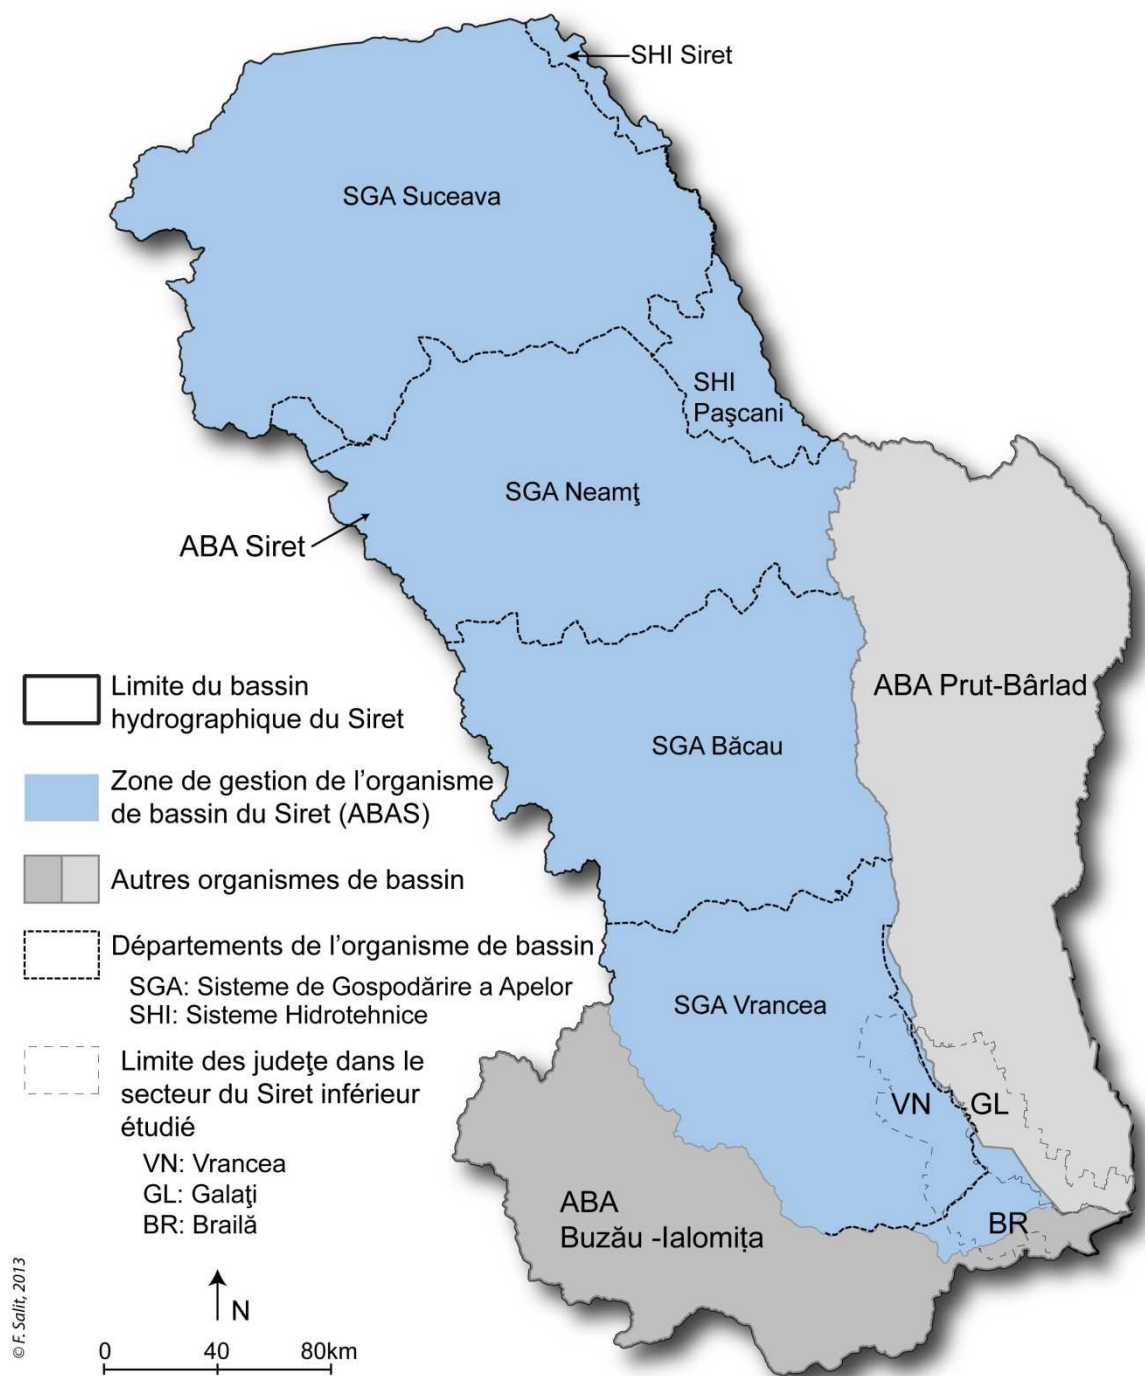 SHI Siret
SGA Suceava
SHI
Paşcani
SGA Neamţ
ABA Siret
ABA Prut-Bârlad
SGA Băcau
SGA Vrancea
VN
GL
BR
ABA
Buzău -Ialomița
Limite du bassin
hydrographique du Siret
Zone de gestion de l’organisme
de bassin du Siret (ABAS)
Autres organismes de bassin
Départements de l’organisme de bassin
SGA: Sisteme de Gospodărire a Apelor
SHI: Sisteme Hidrotehnice
Limite des judeţe dans le
secteur du Siret inférieur
étudié
VN: Vrancea
GL: Galaţi
BR: Brailă
N
0 40 80km
© F. Salit, 2013